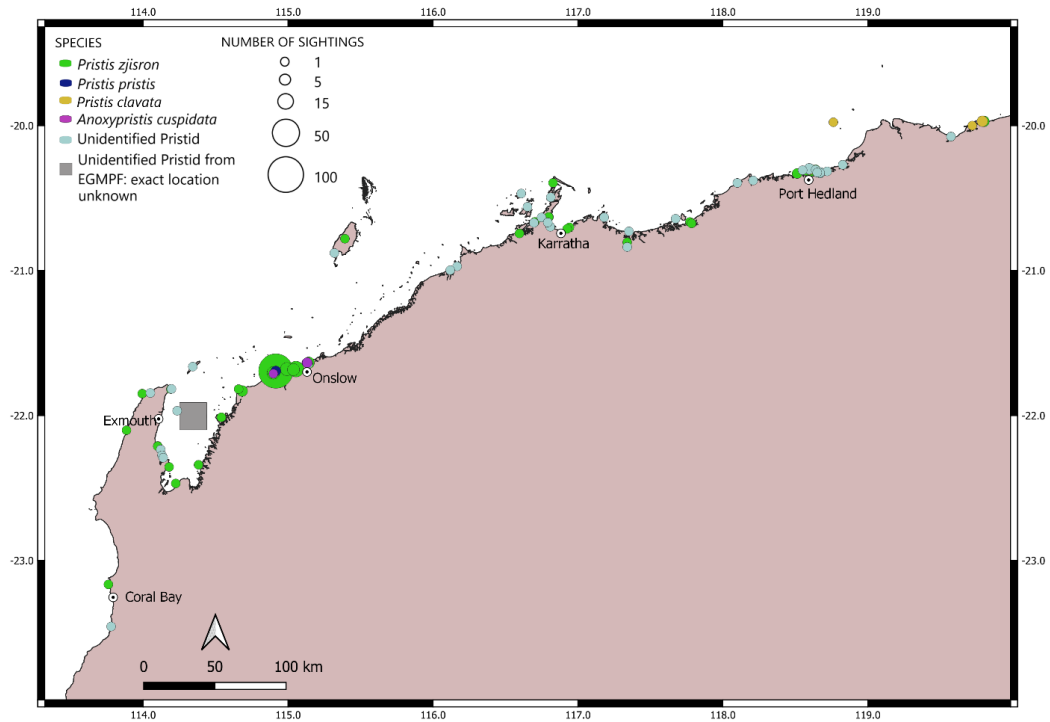 114.0 115.0 116.0 117.0 118.0 119.0
SPECIES
Pristis zjisron
Pristis pristis
Pristis clavata
Anoxypristis cuspidata
Unidentified Pristid
Unidentified Pristid from
EGMPF: exact location
unknown
NUMBER OF SIGHTINGS
1
5
15
50
100
-20.0 -20.0
Port Hedland
Karratha
-21.0 -21.0
Onslow
Exmouth
-22.0 -22.0
-23.0 -23.0
Coral Bay
0 50 100 km
114.0 115.0 116.0 117.0 118.0 119.0